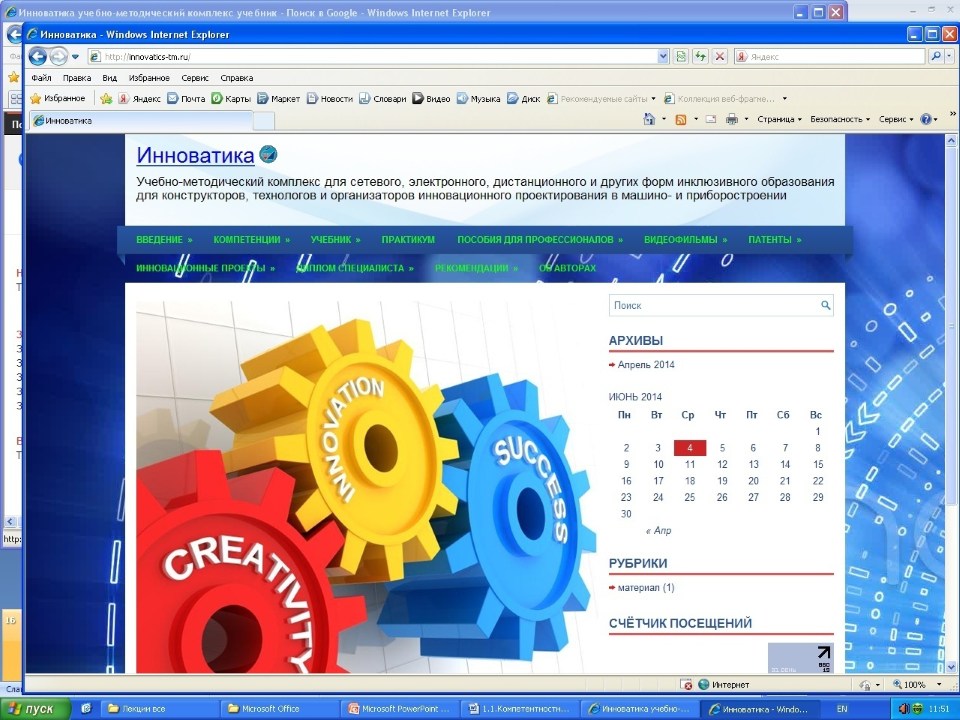 Инноватика учебно-методический комплекс учебник - Поиск в Google - Windows Internet Explorer
Инноватика - Windows Internet Explorer
http://innovatics-tm.ru/
Яндекс
Файл Правка Вид Избранное Сервис Справка
Избранное Яндекс Почта Карты Маркет Новости Словари Видео Музыка Диск Рекомендуемые сайты Коллекция веб-фрагме...
Инноватика
Страница Безопасность Сервис »
Инноватика
Учебно-методический комплекс для сетевого, электронного, дистанционного и других форм инклюзивного образования
для конструкторов, технологов и организаторов инновационного проектирования в машино- и приборостроении
ВВЕДЕНИЕ » КОМПЕТЕНЦИИ » УЧЕБНИК » ПРАКТИКУМ ПОСОБИЯ ДЛЯ ПРОФЕССИОНАЛОВ » ВИДЕОФИЛЬМЫ » ПАТЕНТЫ »
ИННОВАЦИОННЫЕ ПРОЕКТЫ » ДИПЛОМ СПЕЦИАЛИСТА » РЕКОМЕНДАЦИИ » ОБ АВТОРАХ
INNOVATION
SUCCESS
CREATIVITY
Поиск
АРХИВЫ
Апрель 2014
ИЮНЬ 2014
Пн Вт Ср Чт Пт Сб Вс
1
2 3 4 5 6 7 8
9 10 11 12 13 14 15
16 17 18 19 20 21 22
23 24 25 26 27 28 29
30
« Апр
РУБРИКИ
материал (1)
СЧЁТЧИК ПОСЕЩЕНИЙ
Интернет
100%
http:
16
пуск
Лекции все
Microsoft Office
Microsoft PowerPoint ...
1.1.Компетентностн...
Инноватика учебно-...
Инноватика - Windo...
EN
11:51